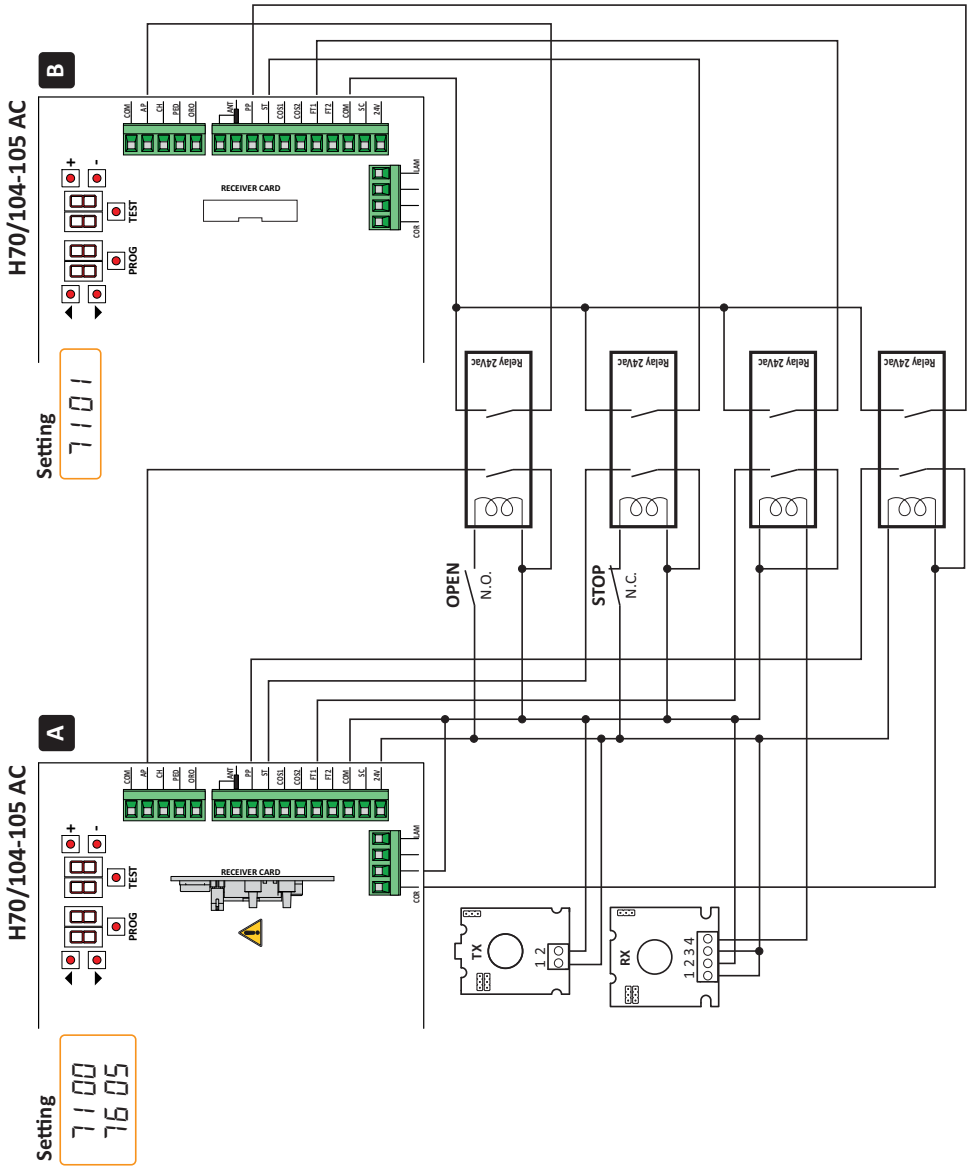 H70/104-105 AC
B
Setting
7101
PROG
TEST
+
-
RECEIVER CARD
COM
AP
CH
PED
ORO
ANT
PP
ST
COS1
COS2
FT1
FT2
COM
SC
24V
COR
LAM
Relay 24Vac
Relay 24Vac
Relay 24Vac
Relay 24Vac
OPEN
N.O.
STOP
N.C.
H70/104-105 AC
A
Setting
7100
7605
PROG
TEST
+
-
RECEIVER CARD
COM
AP
CH
PED
ORO
ANT
PP
ST
COS1
COS2
FT1
FT2
COM
SC
24V
COR
LAM
TX
1 2
RX
1 2 3 4